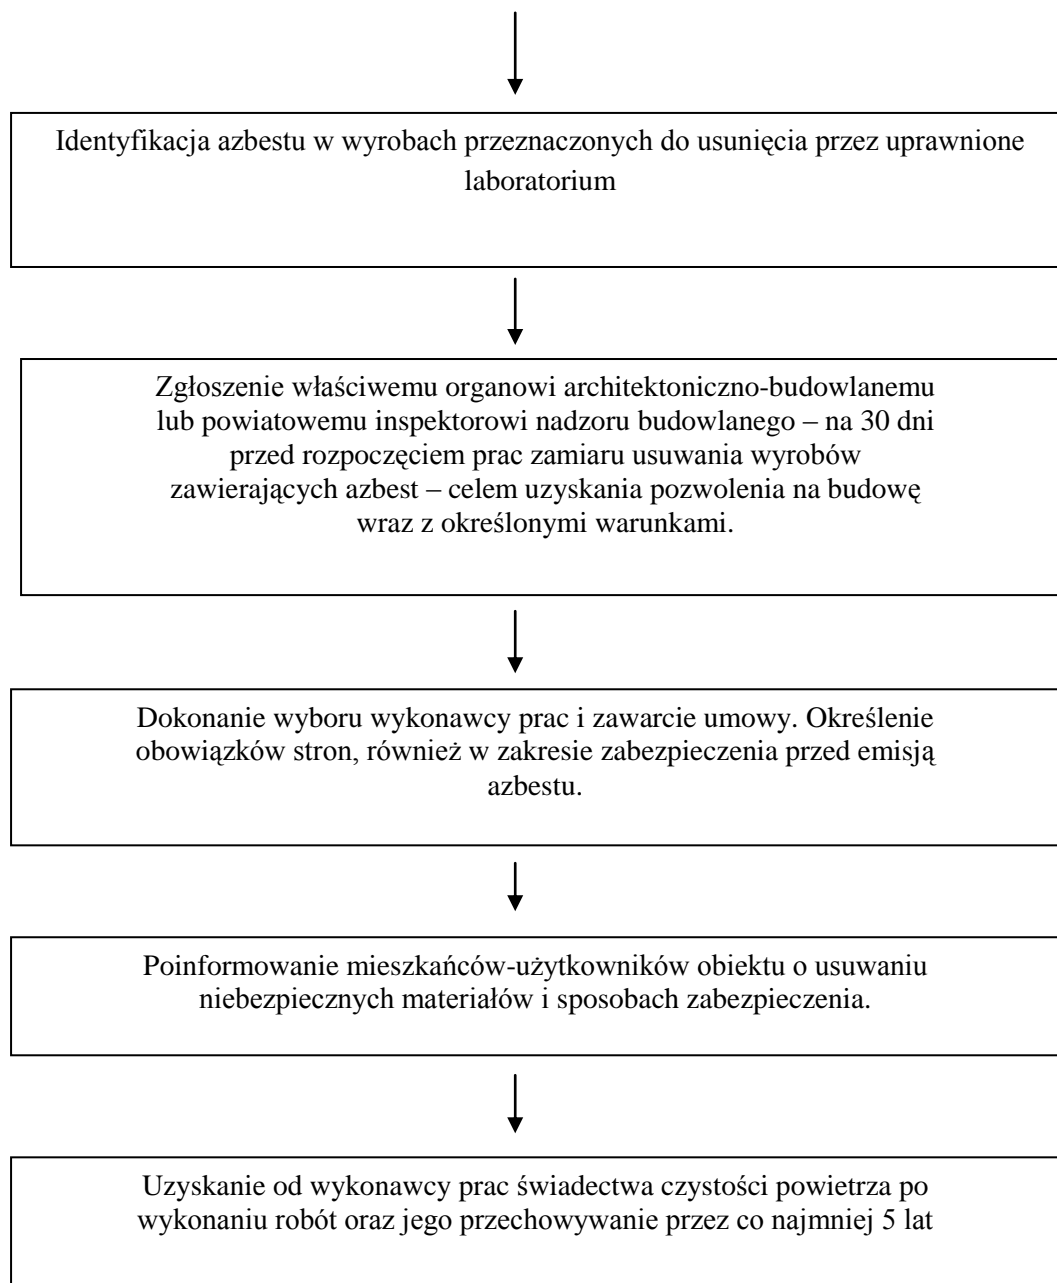 Identyfikacja azbestu w wyrobach przeznaczonych do usunięcia przez uprawnione
laboratorium
Zgłoszenie właściwemu organowi architektoniczno-budowlanemu
lub powiatowemu inspektorowi nadzoru budowlanego – na 30 dni
przed rozpoczęciem prac zamiaru usuwania wyrobów
zawierających azbest – celem uzyskania pozwolenia na budowę
wraz z określonymi warunkami.
Dokonanie wyboru wykonawcy prac i zawarcie umowy. Określenie
obowiązków stron, również w zakresie zabezpieczenia przed emisją
azbestu.
Poinformowanie mieszkańców-użytkowników obiektu o usuwaniu
niebezpiecznych materiałów i sposobach zabezpieczenia.
Uzyskanie od wykonawcy prac świadectwa czystości powietrza po
wykonaniu robót oraz jego przechowywanie przez co najmniej 5 lat